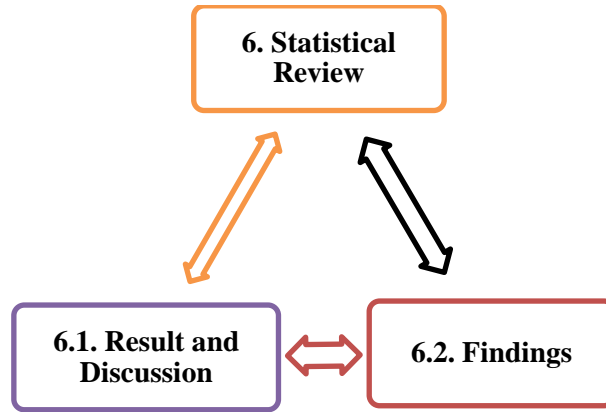 6. Statistical
Review
6.1. Result and
Discussion
6.2. Findings